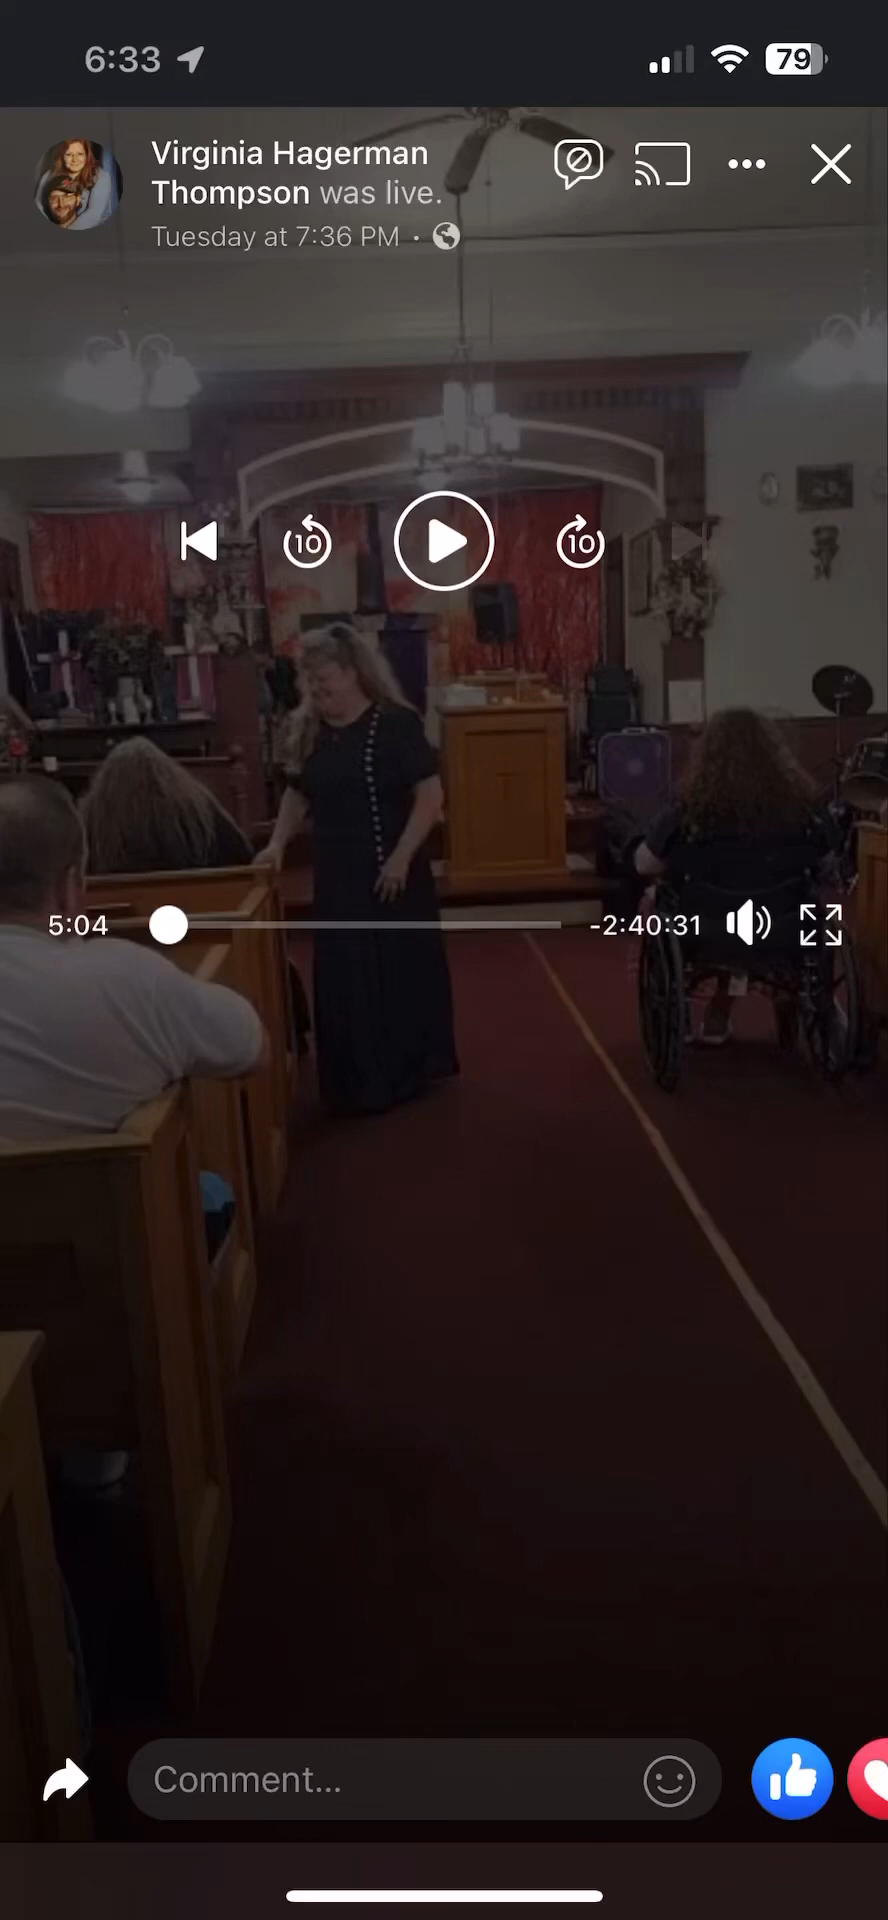 6:33
79
Virginia Hagerman
Thompson was live.
Tuesday at 7:36 PM ·
10
10
5:04
-2:40:31
Comment...